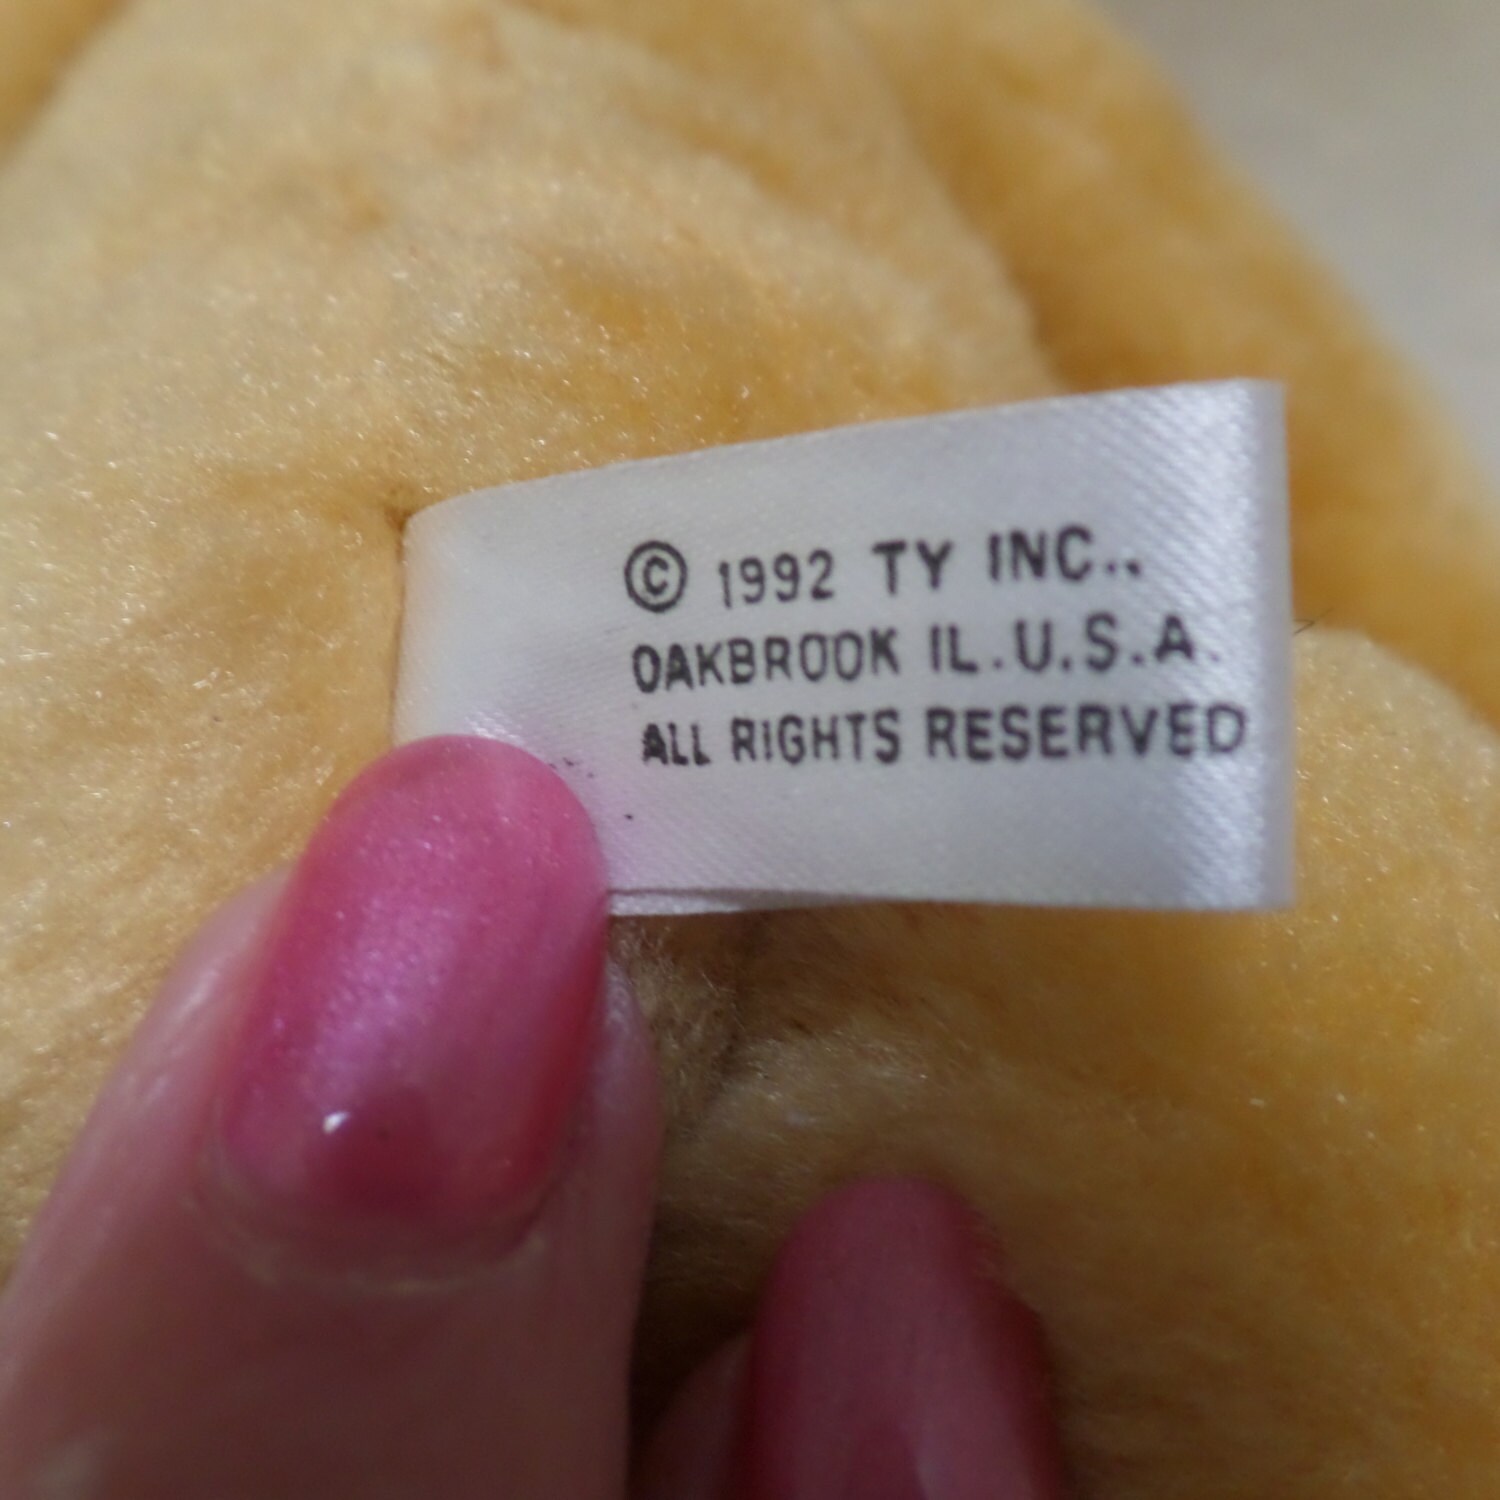 © 1992 TY INC..
OAKBROOK IL.U.S.A.
ALL RIGHTS RESERVED